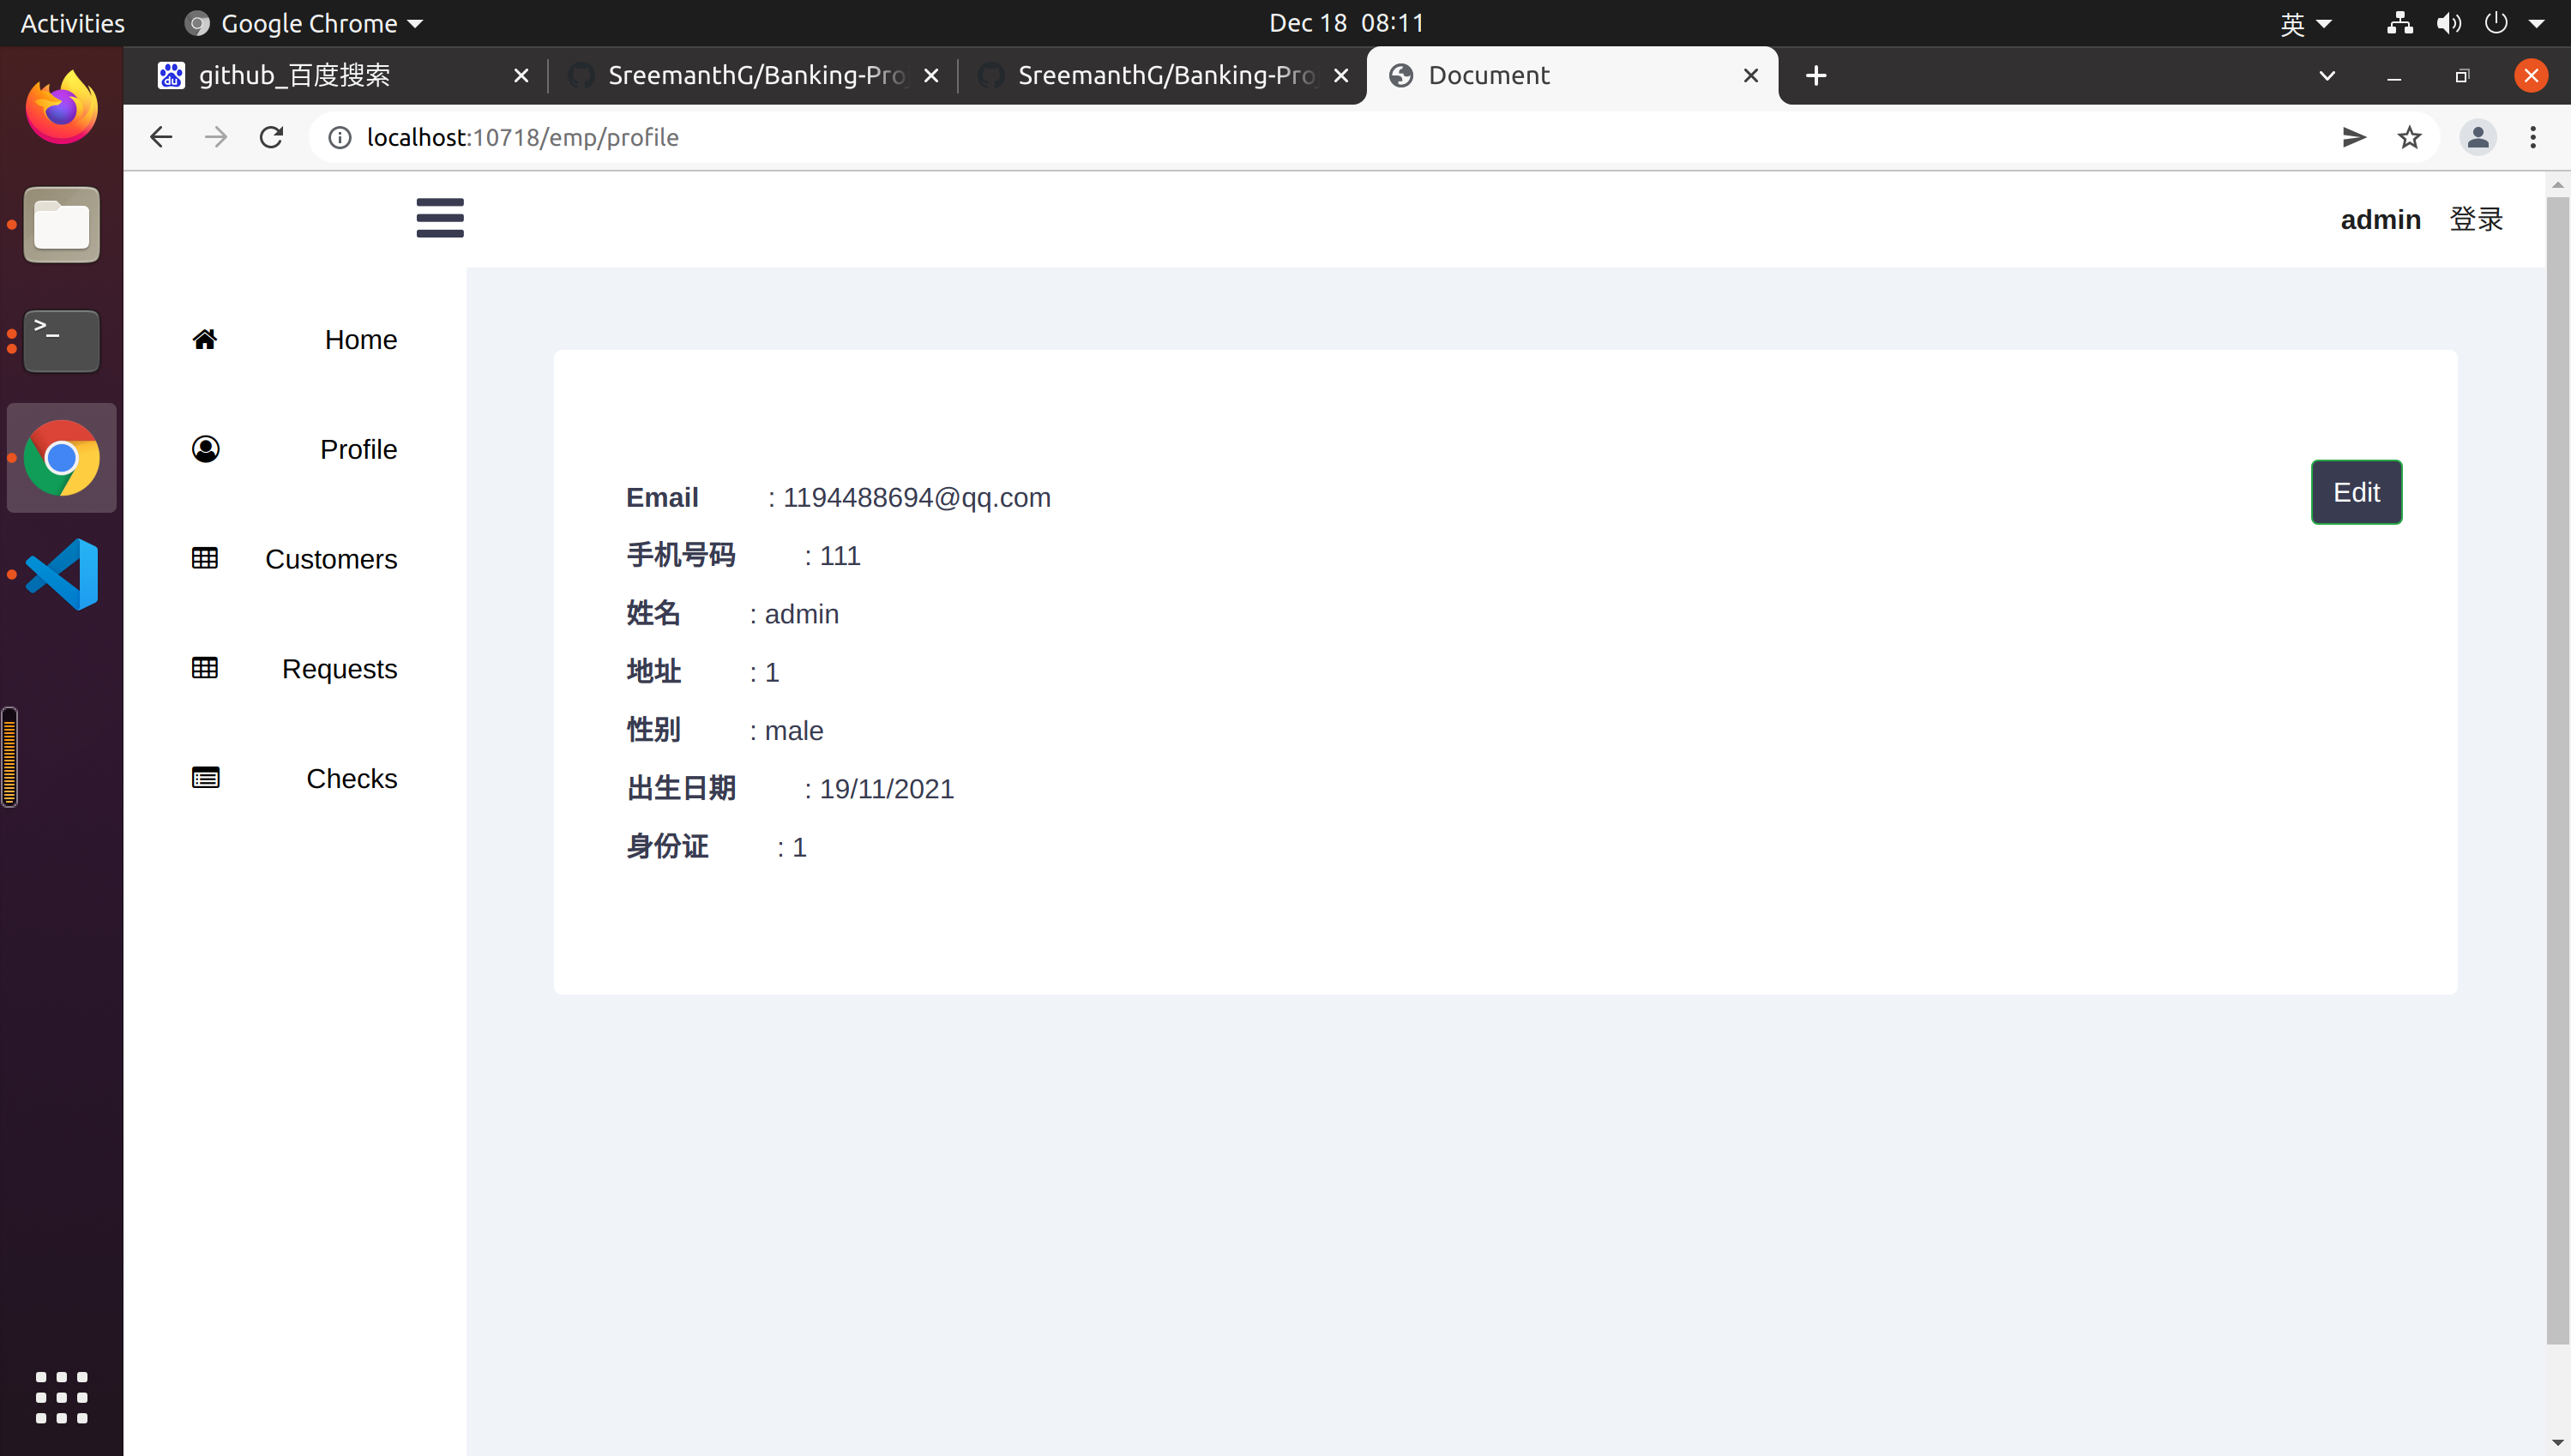 Activities Google Chrome Dec 18 08:11 英
github_百度搜索 SreemanthG/Banking-Pro SreemanthG/Banking-Pro Document
localhost:10718/emp/profile
admin 登录
Home
Profile
Customers
Requests
Checks
Edit
Email : 1194488694@qq.com
手机号码 : 111
姓名 : admin
地址 : 1
性别 : male
出生日期 : 19/11/2021
身份证 : 1